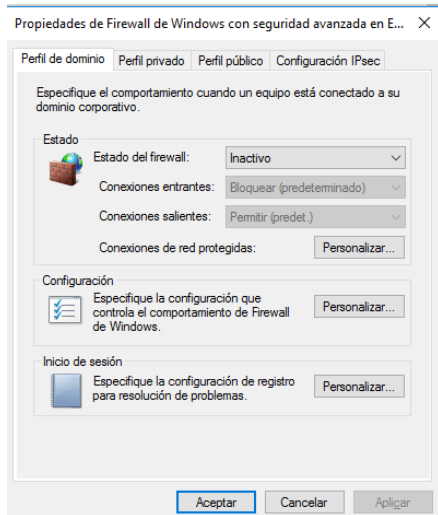 Propiedades de Firewall de Windows con seguridad avanzada en E...
Perfil de dominio Perfil privado Perfil público Configuración IPsec
Especifique el comportamiento cuando un equipo está conectado a su
dominio corporativo.
Estado
Estado del firewall: Inactivo
Conexiones entrantes: Bloquear (predeterminado)
Conexiones salientes: Permitir (predet.)
Conexiones de red protegidas: Personalizar...
Configuración
Especifique la configuración que
controla el comportamiento de Firewall
de Windows.
Personalizar...
Inicio de sesión
Especifique la configuración de registro
para resolución de problemas.
Personalizar...
Aceptar Cancelar Aplicar